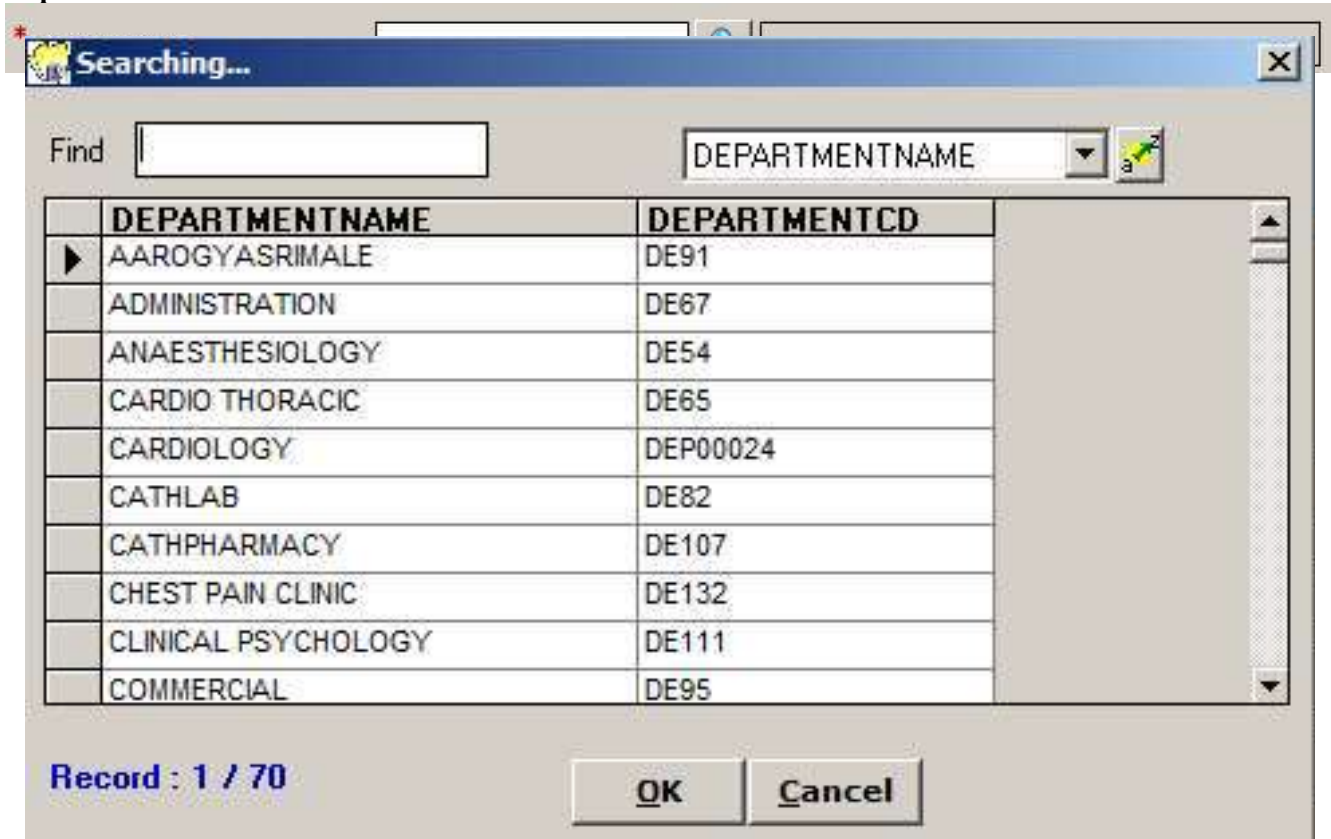 *
Searching...
Find DEPARTMENTNAME
DEPARTMENTNAME DEPARTMENTCD
AAROGYASRIMALE DE91
ADMINISTRATION DE67
ANAESTHESIOLOGY DE54
CARDIO THORACIC DE65
CARDIOLOGY DEP00024
CATHLAB DE82
CATHPHARMACY DE107
CHEST PAIN CLINIC DE132
CLINICAL PSYCHOLOGY DE111
COMMERCIAL DE95
Record : 1 / 70 OK Cancel